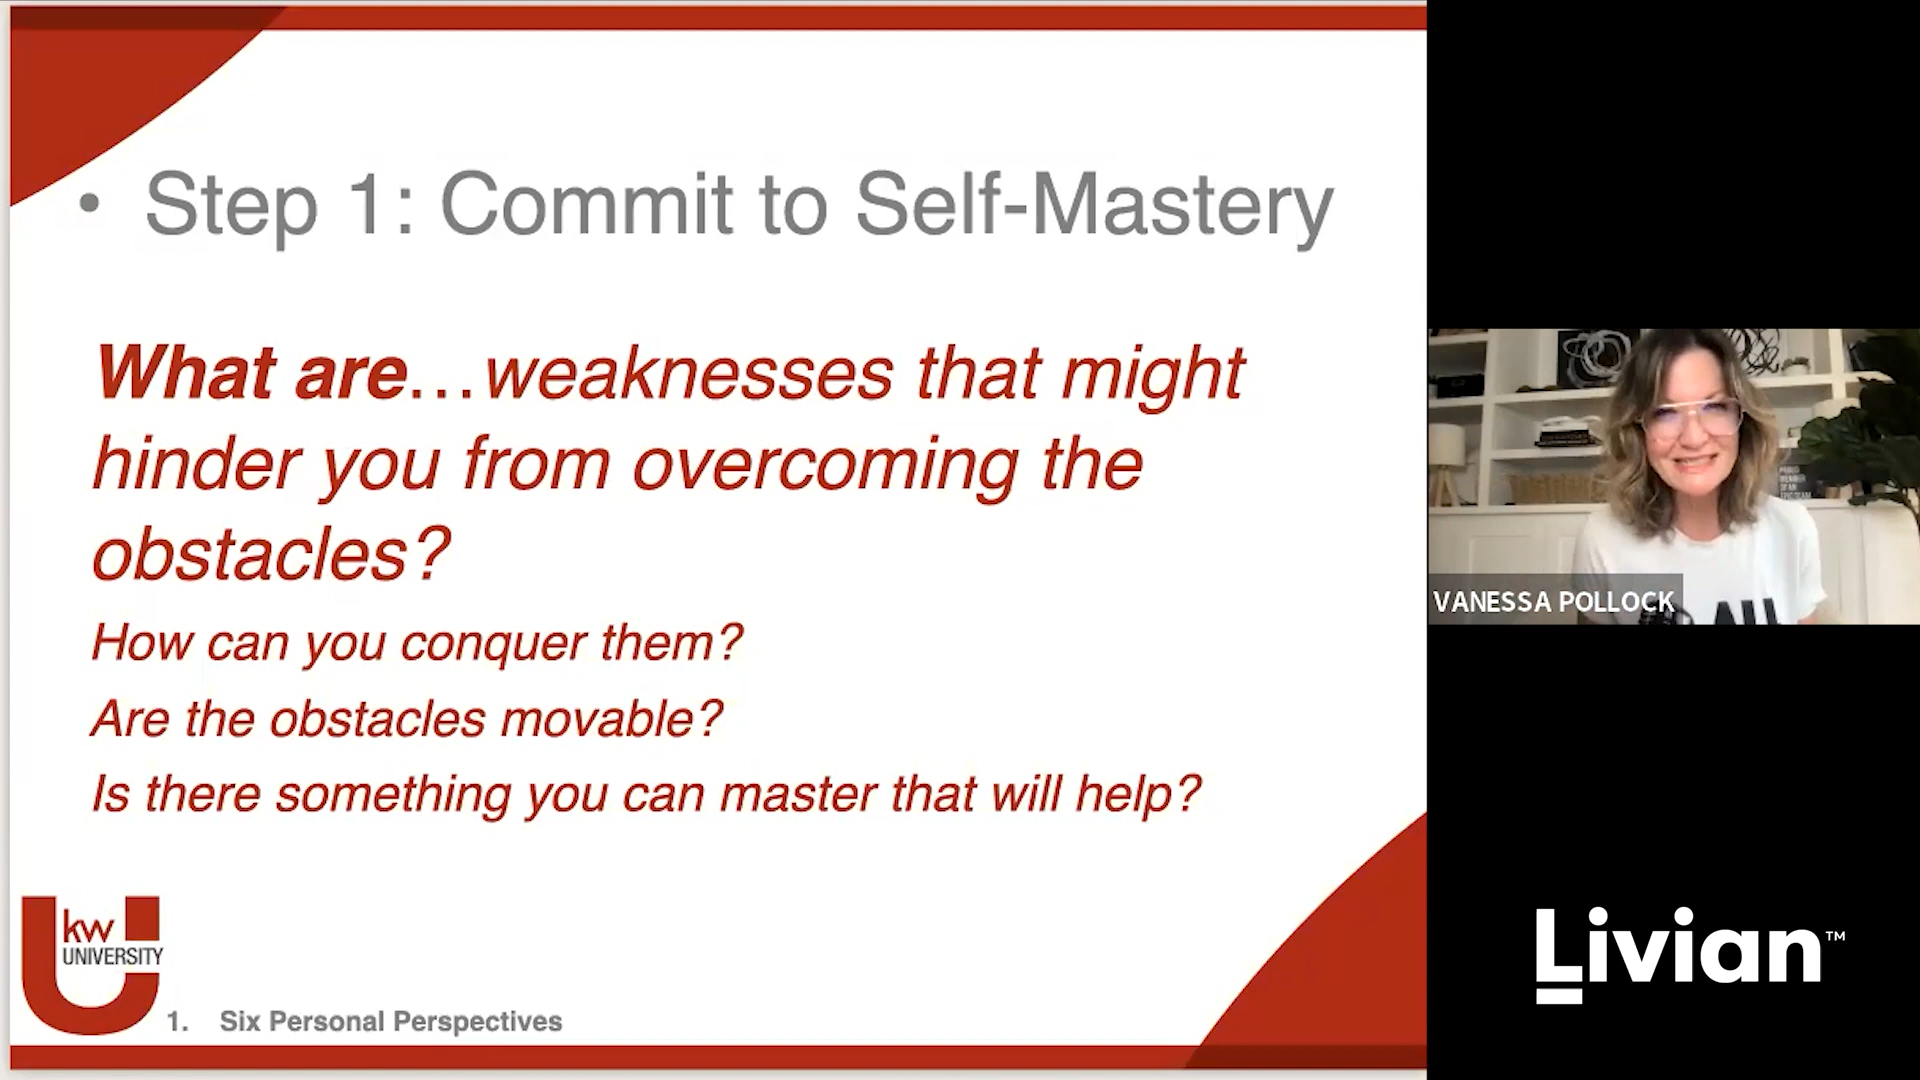 • Step 1: Commit to Self-Mastery
What are…weaknesses that might
hinder you from overcoming the
obstacles?
How can you conquer them?
Are the obstacles movable?
Is there something you can master that will help?
kw
UNIVERSITY
1. Six Personal Perspectives
VANESSA POLLOCK
Livian™